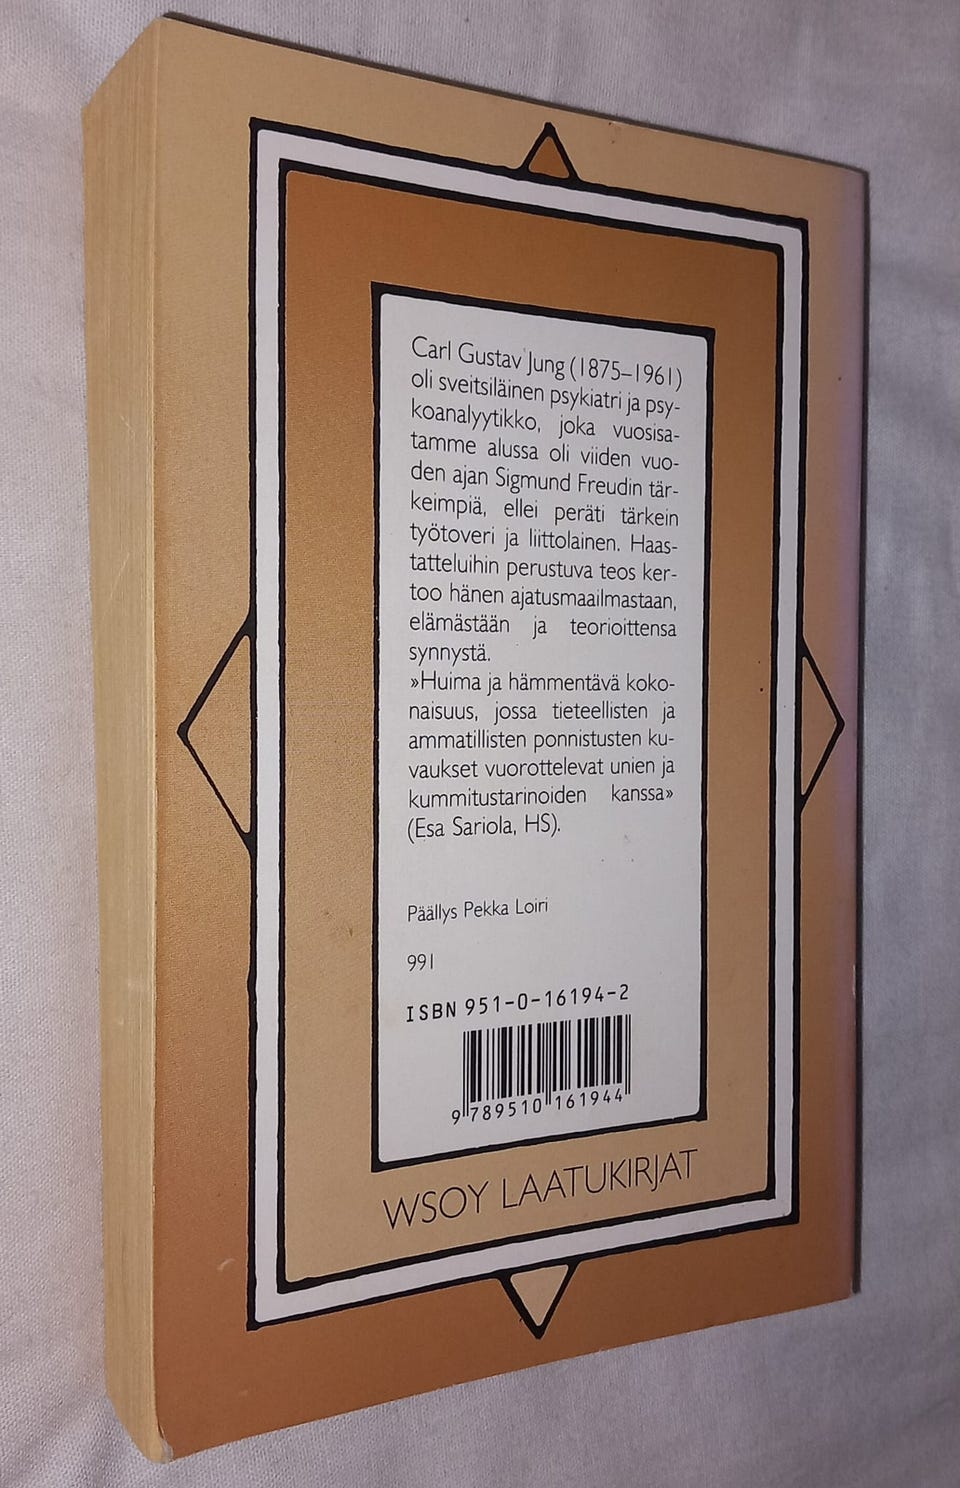 Carl Gustav Jung (1875–1961)
oli sveitsiläinen psykiatri ja psy-
koanalyytikko, joka vuosisa-
tamme alussa oli viiden vuo-
den ajan Sigmund Freudin tär-
keimpiä, ellei peräti tärkein
työtoveri ja liittolainen. Haas-
tatteluihin perustuva teos ker-
too hänen ajatusmaailmastaan,
elämästään ja teorioittensa
synnystä.
»Huima ja hämmentävä koko-
naisuus, jossa tieteellisten ja
ammatillisten ponnistusten ku-
vaukset vuorottelevat unien ja
kummitustarinoiden kanssa»
(Esa Sariola, HS).
Päällys Pekka Loiri
991
ISBN 951-0-16194-2
9 789510 161944
WSOY LAATUKIRJAT